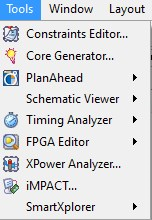 Tools Window Layout
Constraints Editor...
Core Generator...
PlanAhead
Schematic Viewer
Timing Analyzer
FPGA Editor
XPower Analyzer...
iMPACT...
SmartXplorer